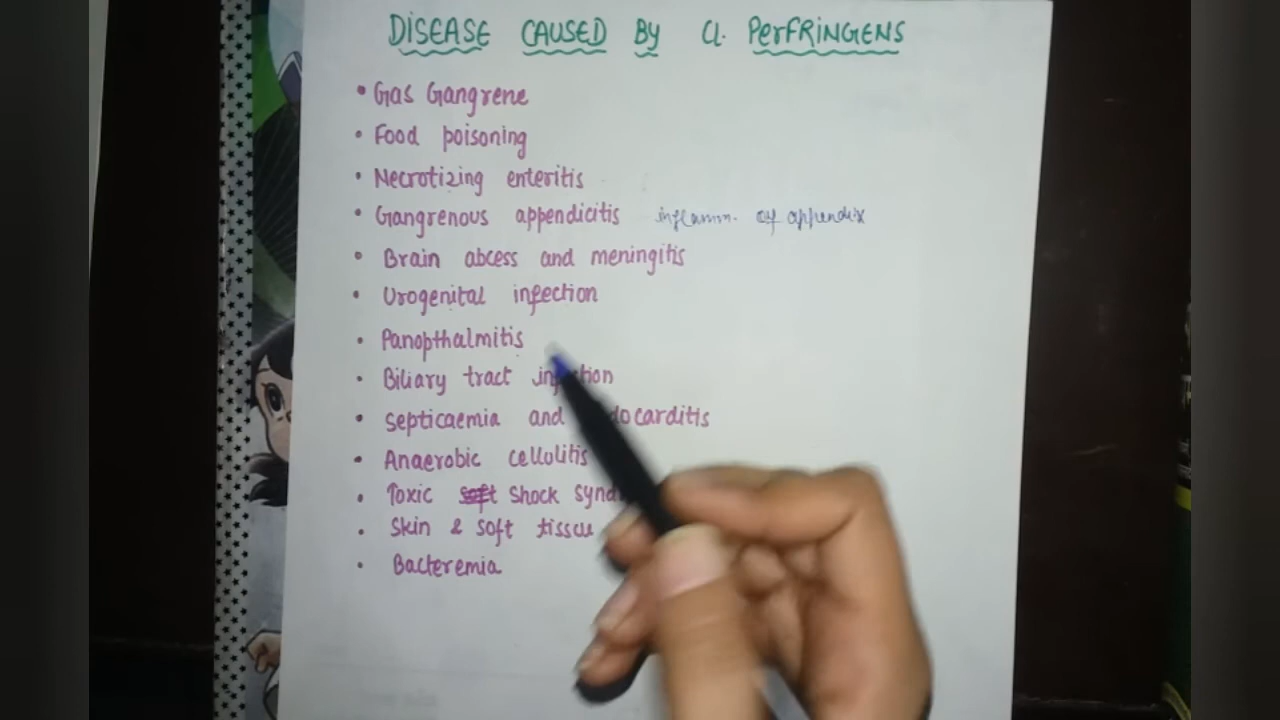 DISEASE CAUSED By Cl. PerFRINGENS
• Gas Gangrene
• Food poisoning
• Necrotizing enteritis
• Gangrenous appendicitis inflamm. of appendix
• Brain abcess and meningitis
• Urogenital infection
• Panopthalmitis
• Biliary tract
• Septicaemia and
• Anaerobic cellulitis
• Toxic Shock
• Skin & soft tissue
• Bacteremia